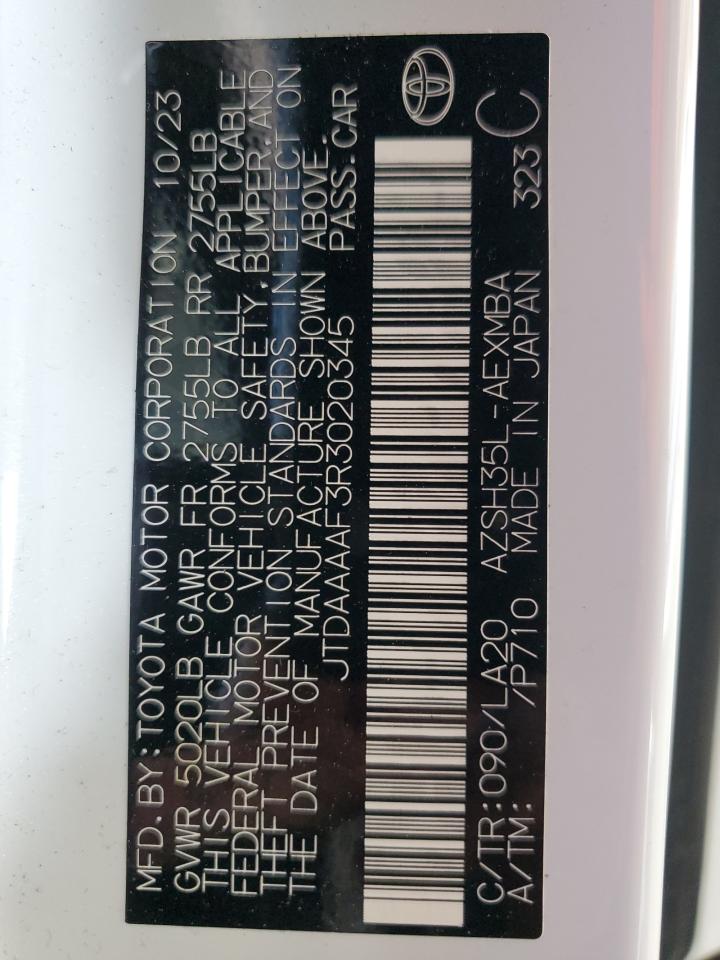 MFD.BY:TOYOTA MOTOR CORPORATION 10/23
GVWR 5020LB GAWR FR 2755LB RR 2755LB
THIS VEHICLE CONFORMS TO ALL APPLICABLE
FEDERAL MOTOR VEHICLE SAFETY,BUMPER,AND
THEFT PREVENTION STANDARDS IN EFFECT ON
THE DATE OF MANUFACTURE SHOWN ABOVE.
JTDAAAAF3R3020345 PASS.CAR
C/TR:090/LA20 AZSH35L-AEXMBA 323 C
A/TM: /P710 MADE IN JAPAN